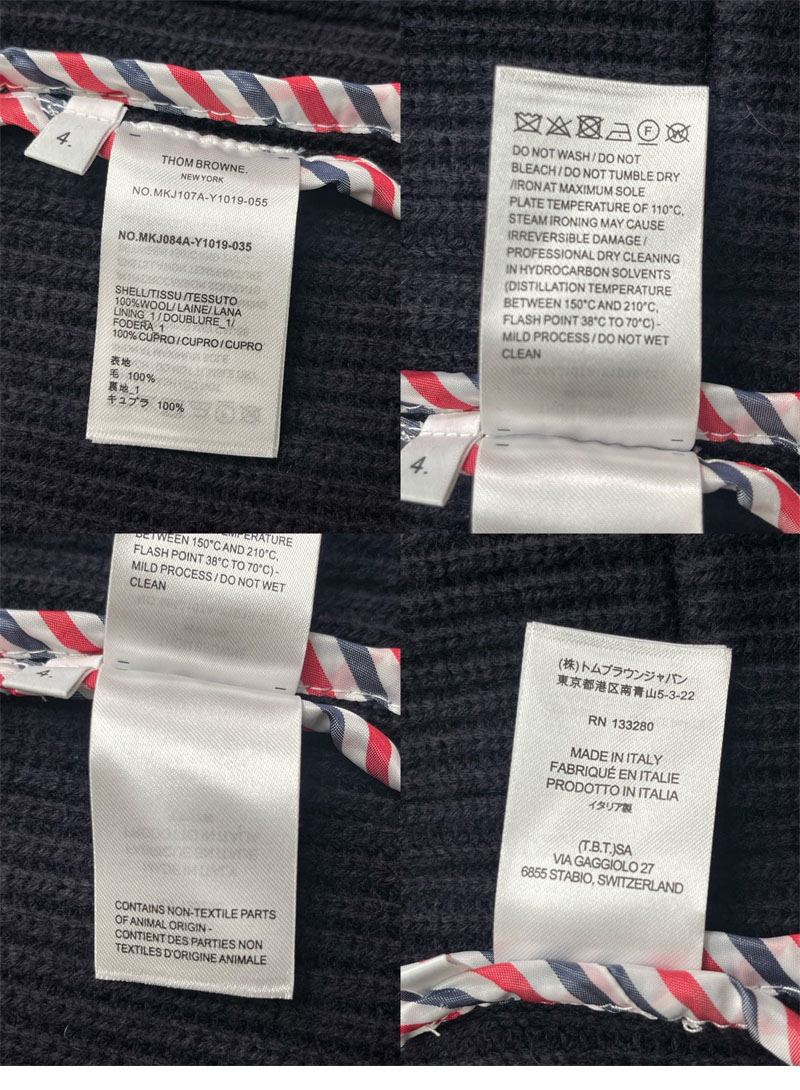 4.
THOM BROWNE.
NEW YORK
NO.MKJ107A-Y1019-055
NO.MKJ084A-Y1019-035
SHELL/TISSU/TESSUTO
100%WOOL/LAINE/LANA
LINING_1/DOUBLURE_1/
FODERA_1
100%CUPRO/CUPRO/CUPRO
表地
毛 100%
裏地_1
キュプラ 100%
DO NOT WASH / DO NOT
BLEACH / DO NOT TUMBLE DRY
/IRON AT MAXIMUM SOLE
PLATE TEMPERATURE OF 110°C,
STEAM IRONING MAY CAUSE
IRREVERSIBLE DAMAGE /
PROFESSIONAL DRY CLEANING
IN HYDROCARBON SOLVENTS
(DISTILLATION TEMPERATURE
BETWEEN 150°C AND 210°C,
FLASH POINT 38°C TO 70°C) -
MILD PROCESS / DO NOT WET
CLEAN
4.
BETWEEN 150°C AND 210°C,
FLASH POINT 38°C TO 70°C) -
MILD PROCESS / DO NOT WET
CLEAN
4.
CONTAINS NON-TEXTILE PARTS
OF ANIMAL ORIGIN -
CONTIENT DES PARTIES NON
TEXTILES D'ORIGINE ANIMALE
(株)トムブラウンジャパン
東京都港区南青山5-3-22
RN 133280
MADE IN ITALY
FABRIQUÉ EN ITALIE
PRODOTTO IN ITALIA
イタリア製
(T.B.T.)SA
VIA GAGGIOLO 27
6855 STABIO, SWITZERLAND